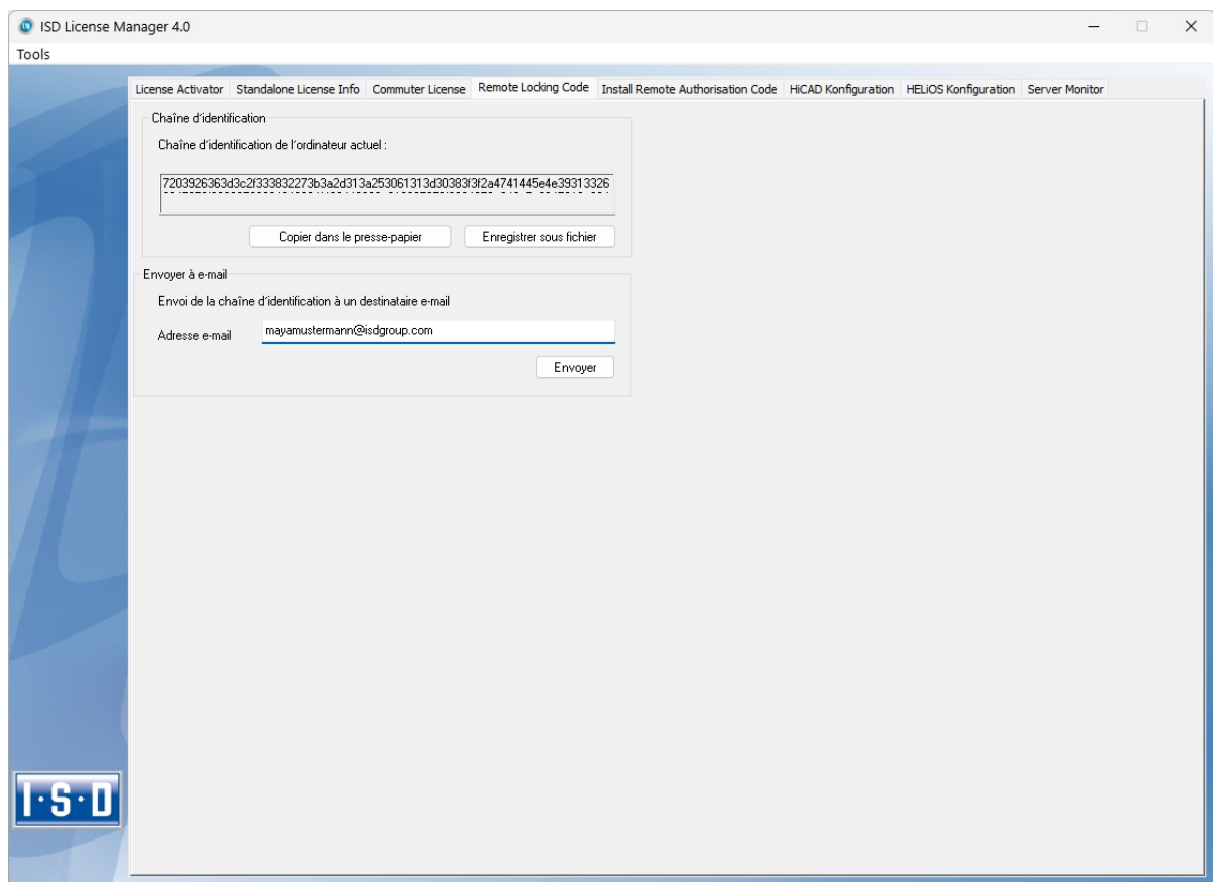 ISD License Manager 4.0
Tools
License Activator Standalone License Info Commuter License Remote Locking Code Install Remote Authorisation Code HiCAD Konfiguration HELiOS Konfiguration Server Monitor
Chaîne d'identification
Chaîne d'identification de l'ordinateur actuel :
7203926363d3c2f333832273b3a2d313a253061313d30383f3f2a4741445e4e39313326
Copier dans le presse-papier Enregistrer sous fichier
Envoyer à e-mail
Envoi de la chaîne d'identification à un destinataire e-mail
Adresse e-mail mayamustermann@isdgroup.com
Envoyer
I·S·D